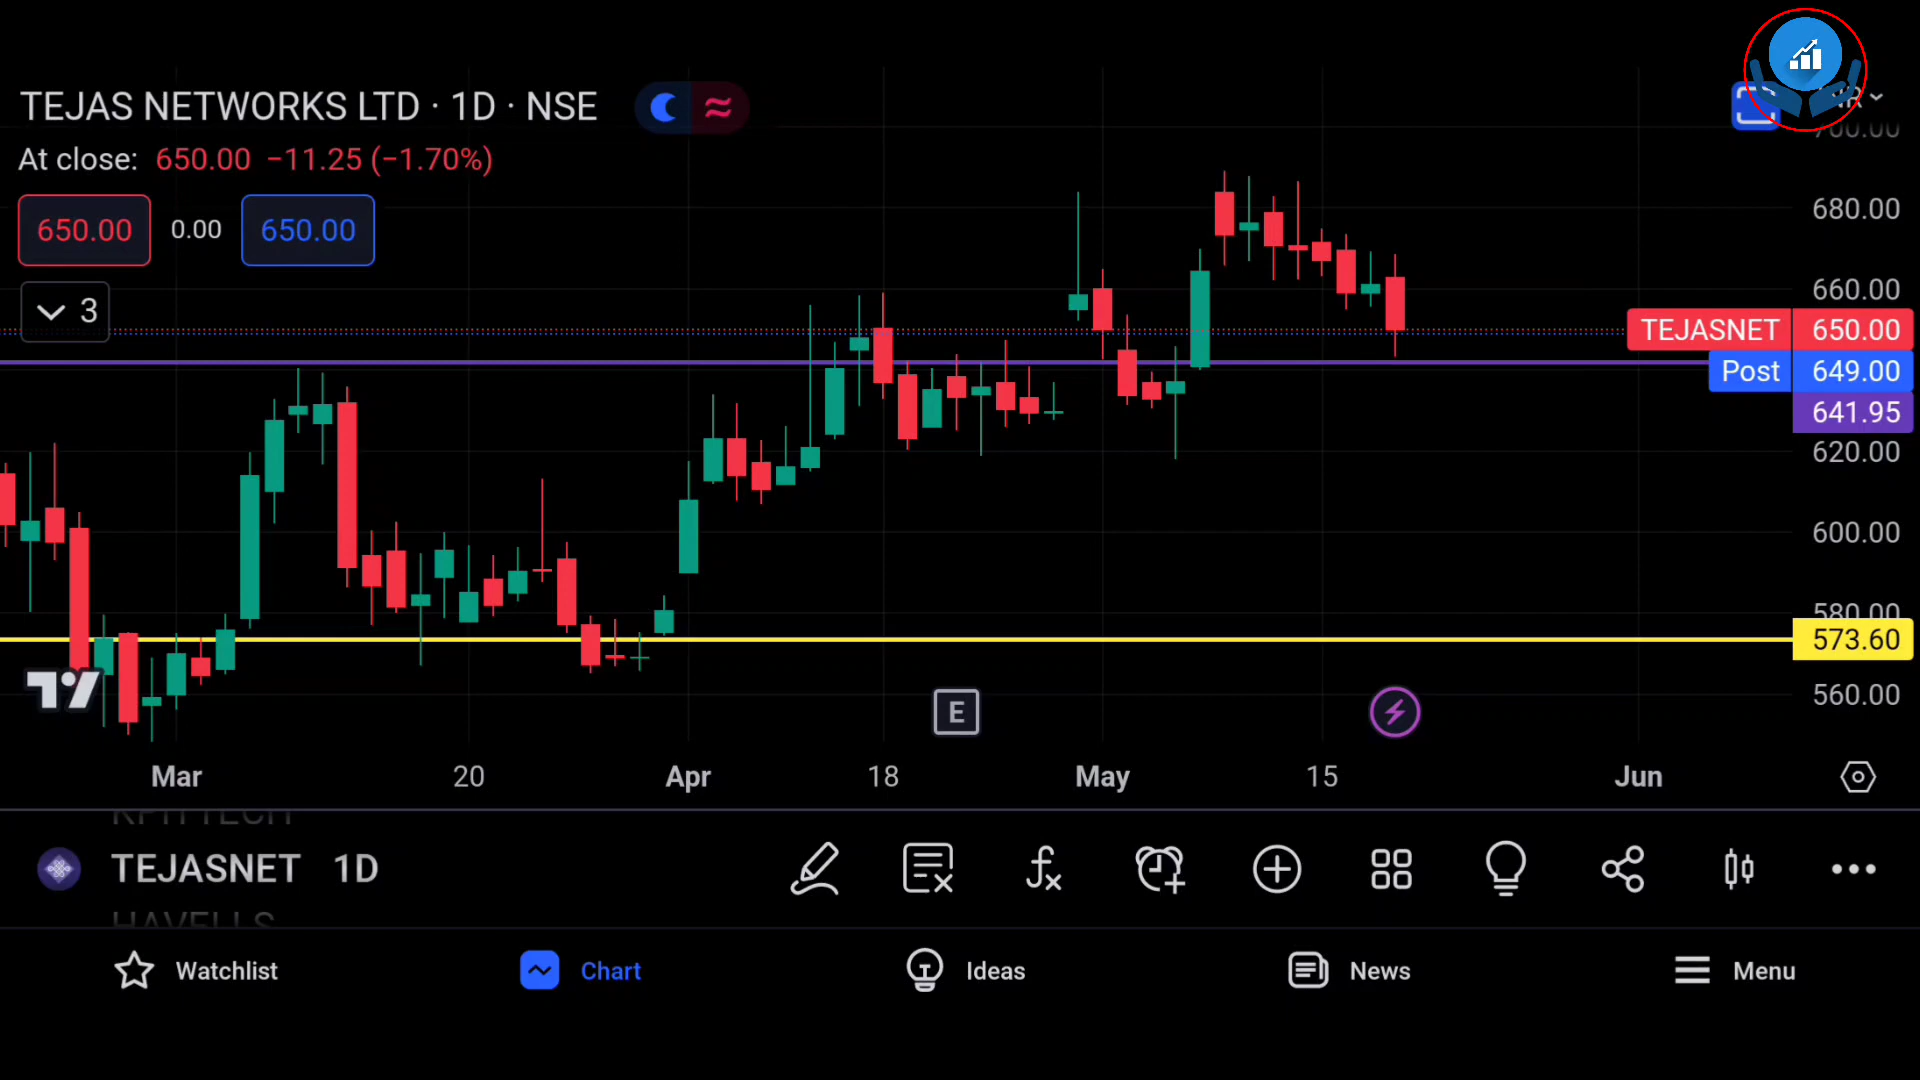 TEJAS NETWORKS LTD · 1D · NSE
At close: 650.00 −11.25 (−1.70%)
650.00 0.00 650.00
3
700.00
680.00
660.00
TEJASNET 650.00
Post 649.00
641.95
620.00
600.00
580.00
573.60
560.00
E
Mar 20 Apr 18 May 15 Jun
KPITTECH
TEJASNET 1D
HAVELLS
Watchlist Chart Ideas News Menu